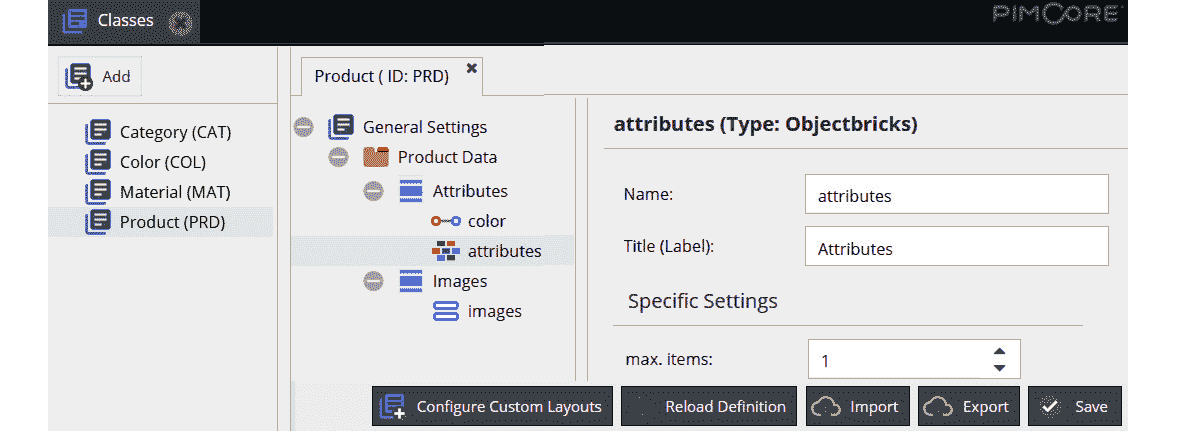 Classes
PIMCORE
Add
Product ( ID: PRD)
Category (CAT)
Color (COL)
Material (MAT)
Product (PRD)
General Settings
Product Data
Attributes
color
attributes
Images
images
attributes (Type: Objectbricks)
Name:
attributes
Title (Label):
Attributes
Specific Settings
max. items:
1
Configure Custom Layouts
Reload Definition
Import
Export
Save